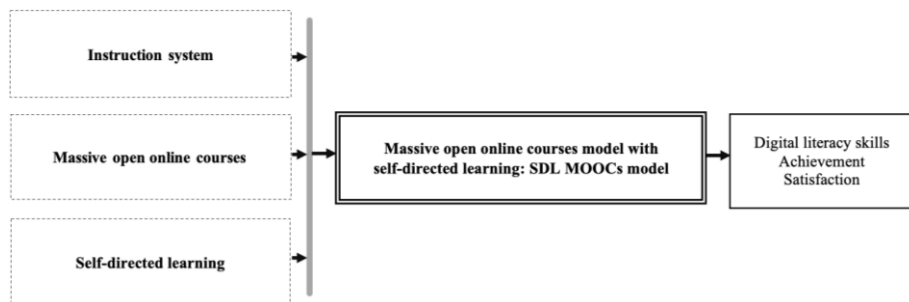 Instruction system
Massive open online courses
Self-directed learning
Massive open online courses model with
self-directed learning: SDL MOOCs model
Digital literacy skills
Achievement
Satisfaction